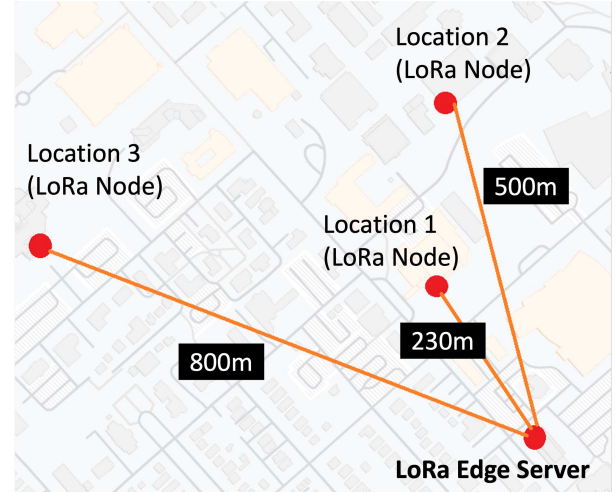 Location 2
(LoRa Node)
Location 3
(LoRa Node)
500m
Location 1
(LoRa Node)
230m
800m
LoRa Edge Server